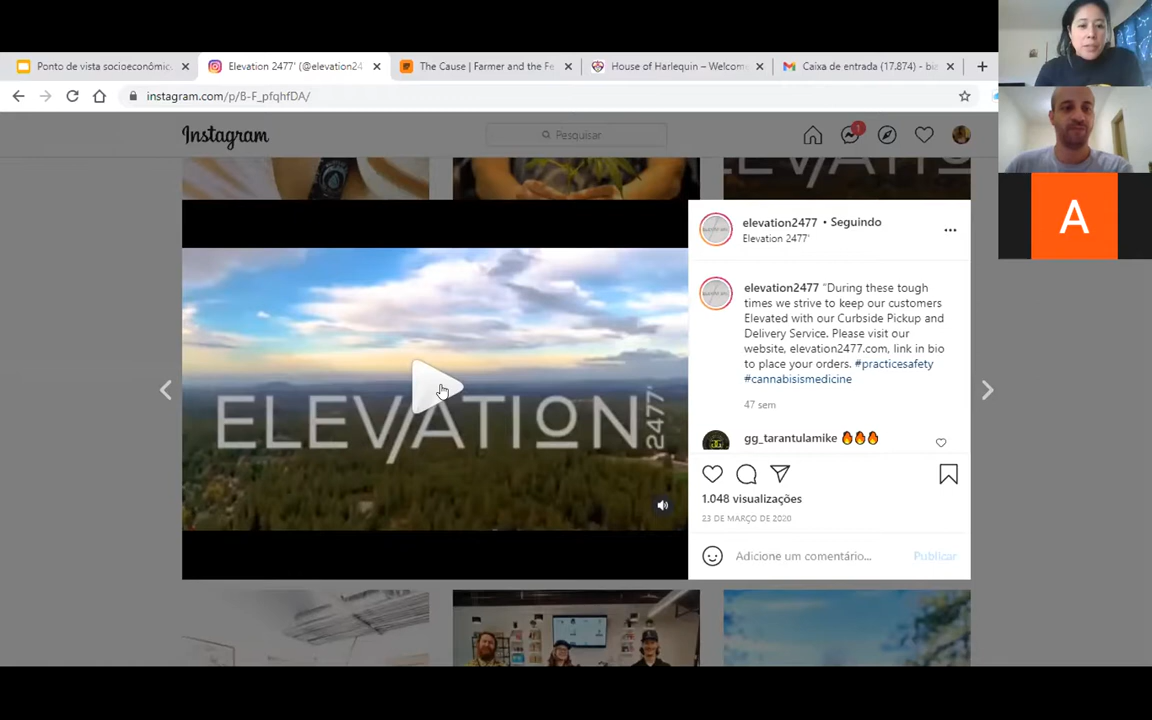 Ponto de vista socioeconômic
Elevation 2477' (@elevation24
The Cause | Farmer and the Fe
House of Harlequin – Welcom
Caixa de entrada (17.874) - bi
instagram.com/p/B-F_pfqhfDA/
Instagram
Pesquisar
1
ELEVATION
2477'
elevation2477 • Seguindo
Elevation 2477'
elevation2477 “During these tough
times we strive to keep our customers
Elevated with our Curbside Pickup and
Delivery Service. Please visit our
website, elevation2477.com, link in bio
to place your orders. #practicesafety
#cannabisismedicine
47 sem
gg_tarantulamike 🔥🔥🔥
1.048 visualizações
23 DE MARÇO DE 2020
Adicione um comentário...
Publicar
A